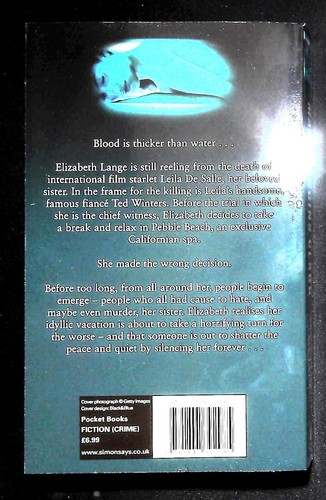 Blood is thicker than water . . .
Elizabeth Lange is still reeling from the death of
international film starlet Leila De Salle, her beloved
sister. In the frame for the killing is Leila's handsome,
famous fiancé Ted Winters. Before the trial in which
she is the chief witness, Elizabeth decides to take
a break and relax in Pebble Beach, an exclusive
Californian spa.
She made the wrong decision.
Before too long, from all around her, people begin to
emerge – people who all had cause to hate, and
maybe even murder, her sister. Elizabeth realises her
idyllic vacation is about to take a horrifying turn for
the worse – and that someone is out to shatter the
peace and quiet by silencing her forever . . .
Cover photograph © Getty Images
Cover design: Black&Blue
Pocket Books
FICTION (CRIME)
£6.99
www.simonsays.co.uk